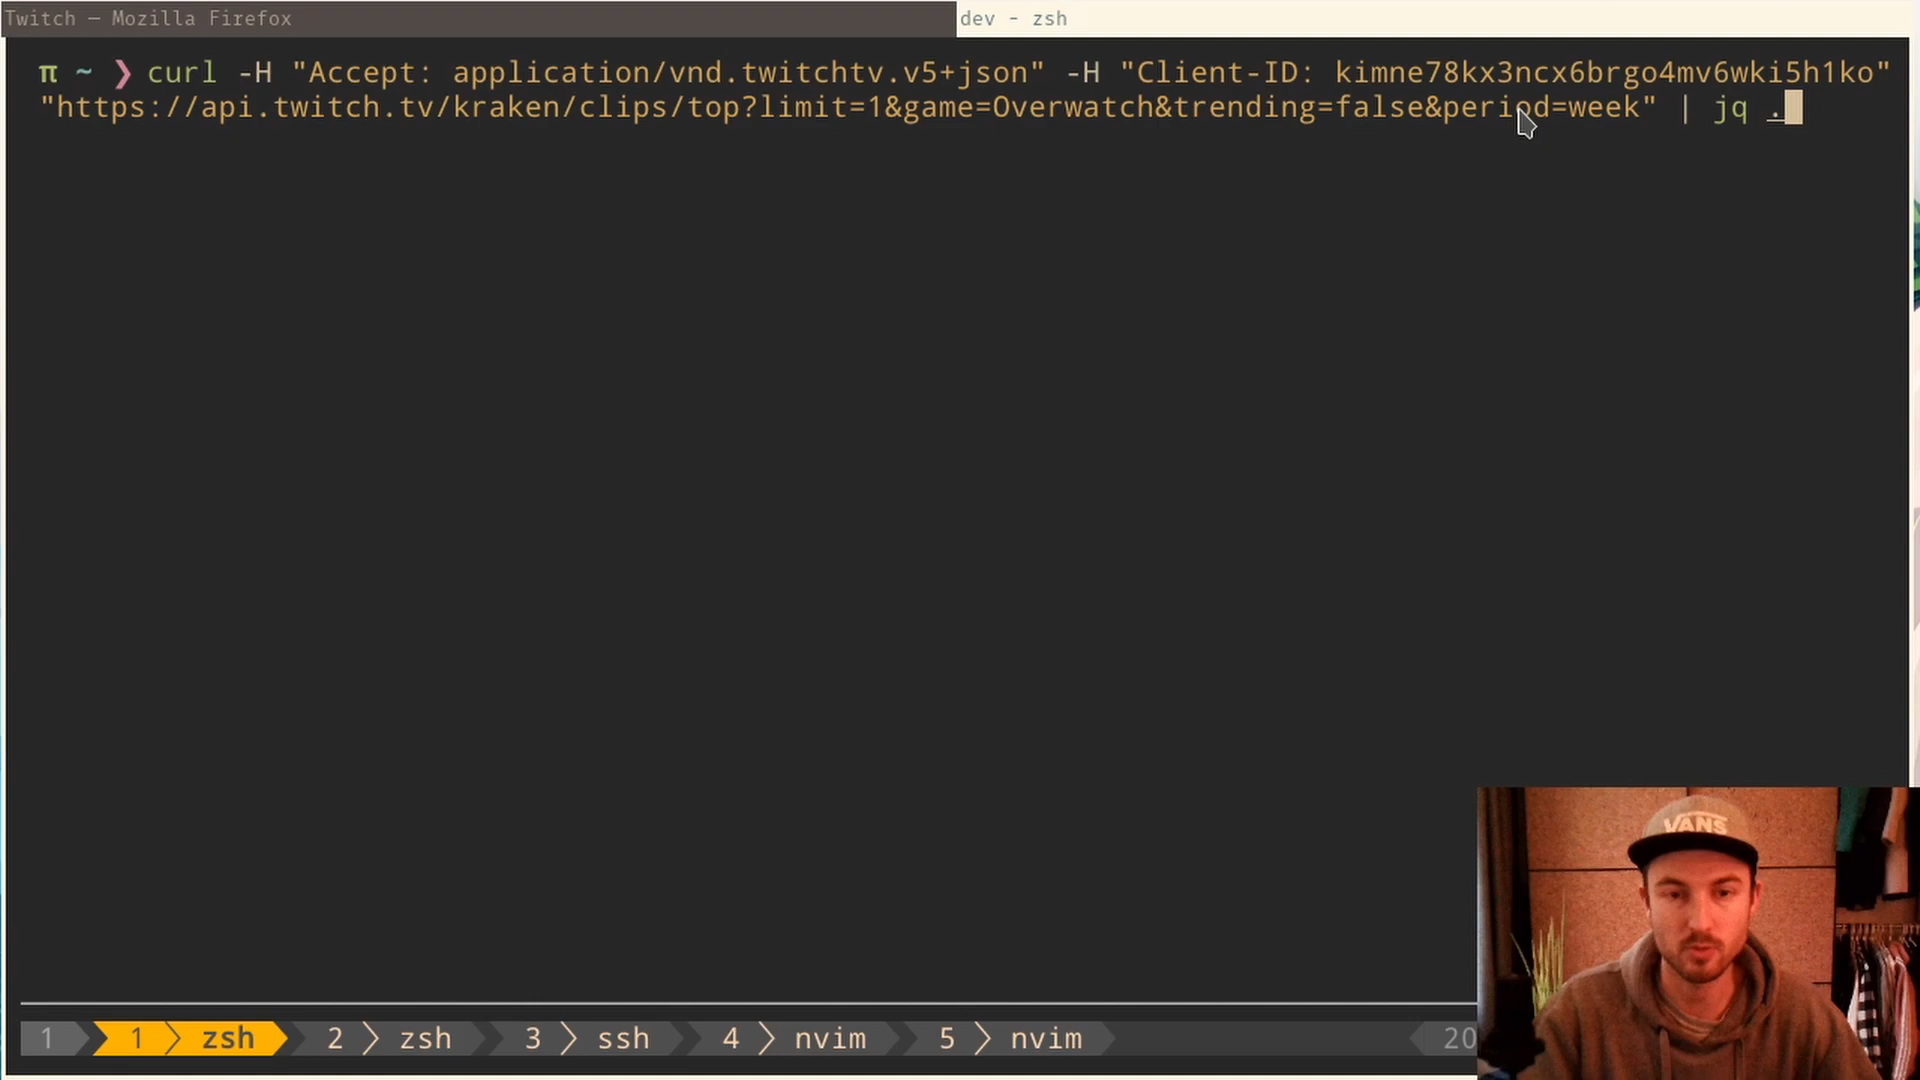 Twitch — Mozilla Firefox
dev - zsh
π ~ ❯ curl -H "Accept: application/vnd.twitchtv.v5+json" -H "Client-ID: kimne78kx3ncx6brgo4mv6wki5h1ko"
"https://api.twitch.tv/kraken/clips/top?limit=1&game=Overwatch&trending=false&period=week" | jq .
VANS
1 1 zsh 2 zsh 3 ssh 4 nvim 5 nvim 20